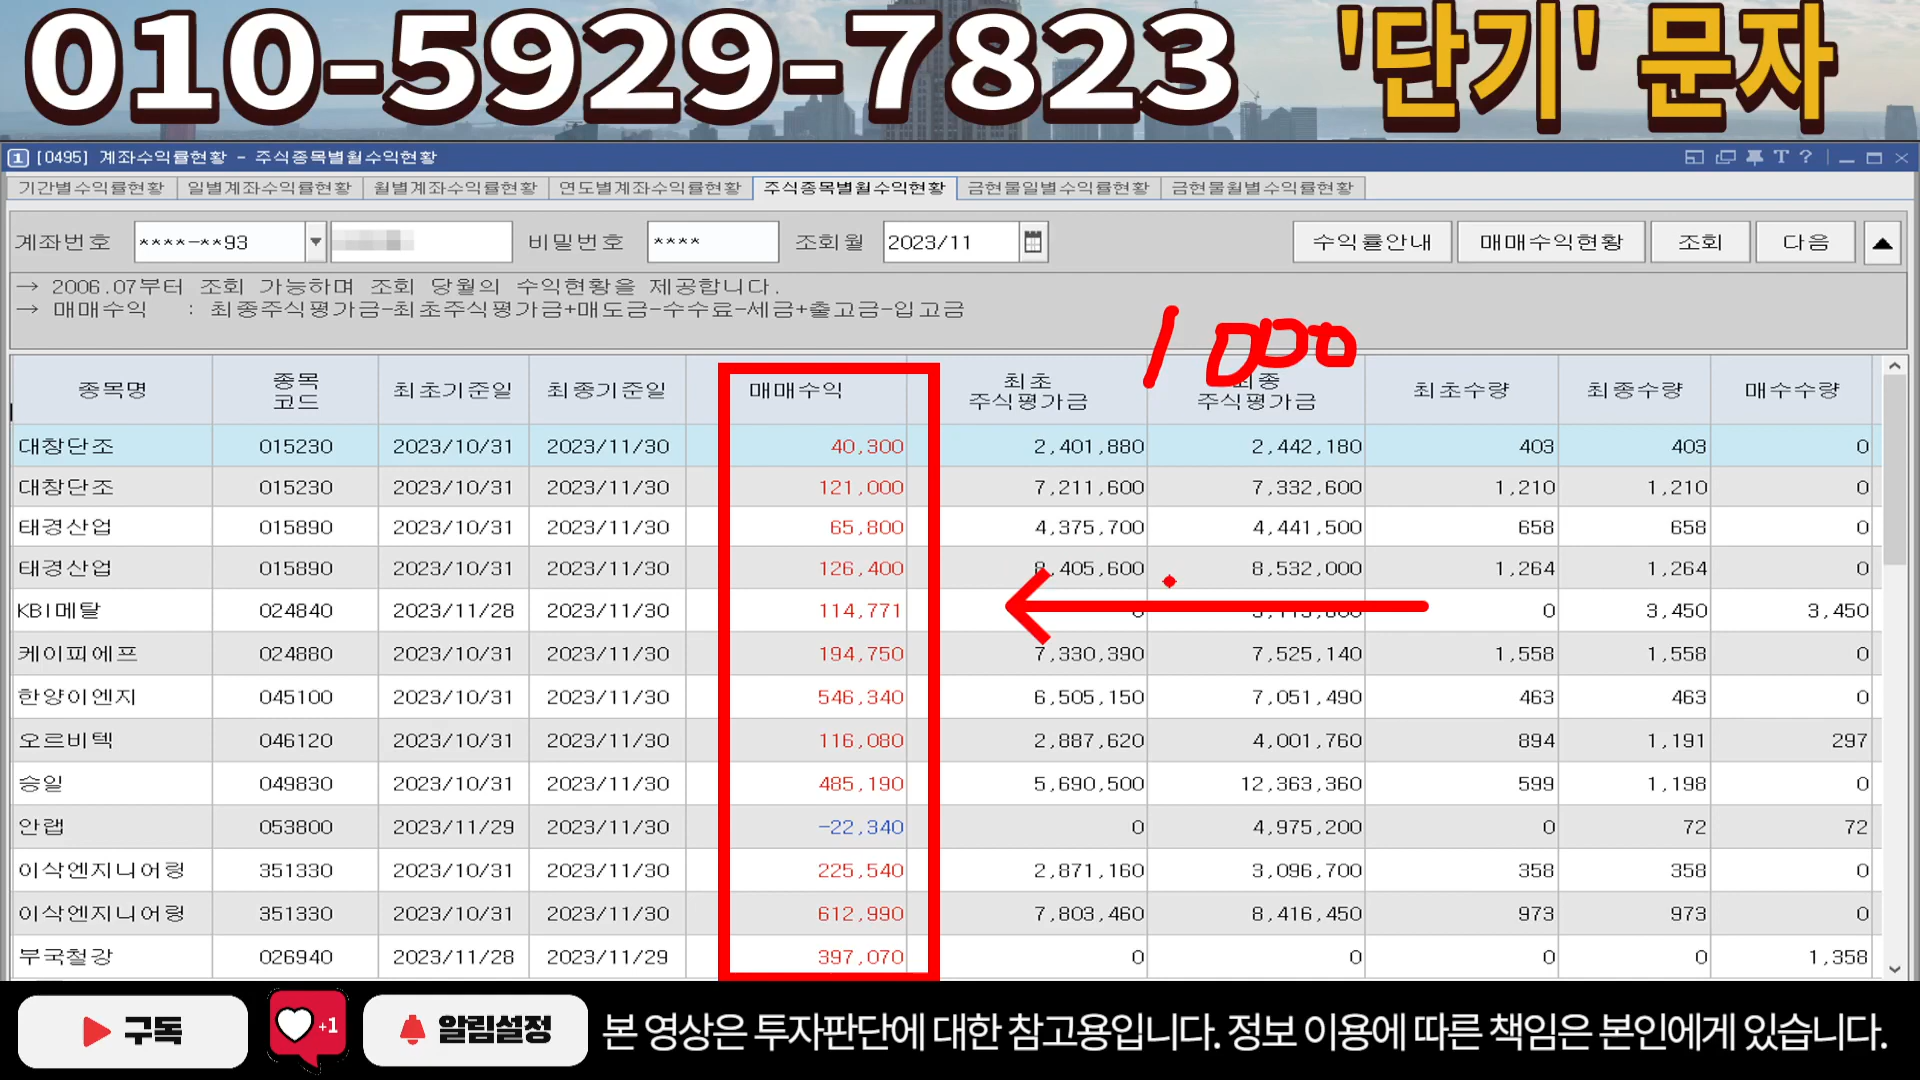 010-5929-7823 '단기' 문자
1 [0495] 계좌수익률현황 - 주식종목별월수익현황
기간별수익률현황 일별계좌수익률현황 월별계좌수익률현황 연도별계좌수익률현황 주식종목별월수익현황 금현물일별수익률현황 금현물월별수익률현황
계좌번호 ****-**93 비밀번호 **** 조회월 2023/11 수익률안내 매매수익현황 조회 다음
→ 2006.07부터 조회 가능하며 조회 당월의 수익현황을 제공합니다.
→ 매매수익 : 최종주식평가금-최초주식평가금+매도금-수수료-세금+출고금-입고금
1000
종목명 종목 코드 최초기준일 최종기준일 매매수익 최초 주식평가금 최종 주식평가금 최초수량 최종수량 매수수량
대창단조 015230 2023/10/31 2023/11/30 40,300 2,401,880 2,442,180 403 403 0
대창단조 015230 2023/10/31 2023/11/30 121,000 7,211,600 7,332,600 1,210 1,210 0
태경산업 015890 2023/10/31 2023/11/30 65,800 4,375,700 4,441,500 658 658 0
태경산업 015890 2023/10/31 2023/11/30 126,400 8,405,600 8,532,000 1,264 1,264 0
KBI메탈 024840 2023/11/28 2023/11/30 114,771 0 0 3,450 3,450
케이피에프 024880 2023/10/31 2023/11/30 194,750 7,330,390 7,525,140 1,558 1,558 0
한양이엔지 045100 2023/10/31 2023/11/30 546,340 6,505,150 7,051,490 463 463 0
오르비텍 046120 2023/10/31 2023/11/30 116,080 2,887,620 4,001,760 894 1,191 297
승일 049830 2023/10/31 2023/11/30 485,190 5,690,500 12,363,360 599 1,198 0
안랩 053800 2023/11/29 2023/11/30 -22,340 0 4,975,200 0 72 72
이삭엔지니어링 351330 2023/10/31 2023/11/30 225,540 2,871,160 3,096,700 358 358 0
이삭엔지니어링 351330 2023/10/31 2023/11/30 612,990 7,803,460 8,416,450 973 973 0
부국철강 026940 2023/11/28 2023/11/29 397,070 0 0 0 0 1,358
구독 +1 알림설정 본 영상은 투자판단에 대한 참고용입니다. 정보 이용에 따른 책임은 본인에게 있습니다.